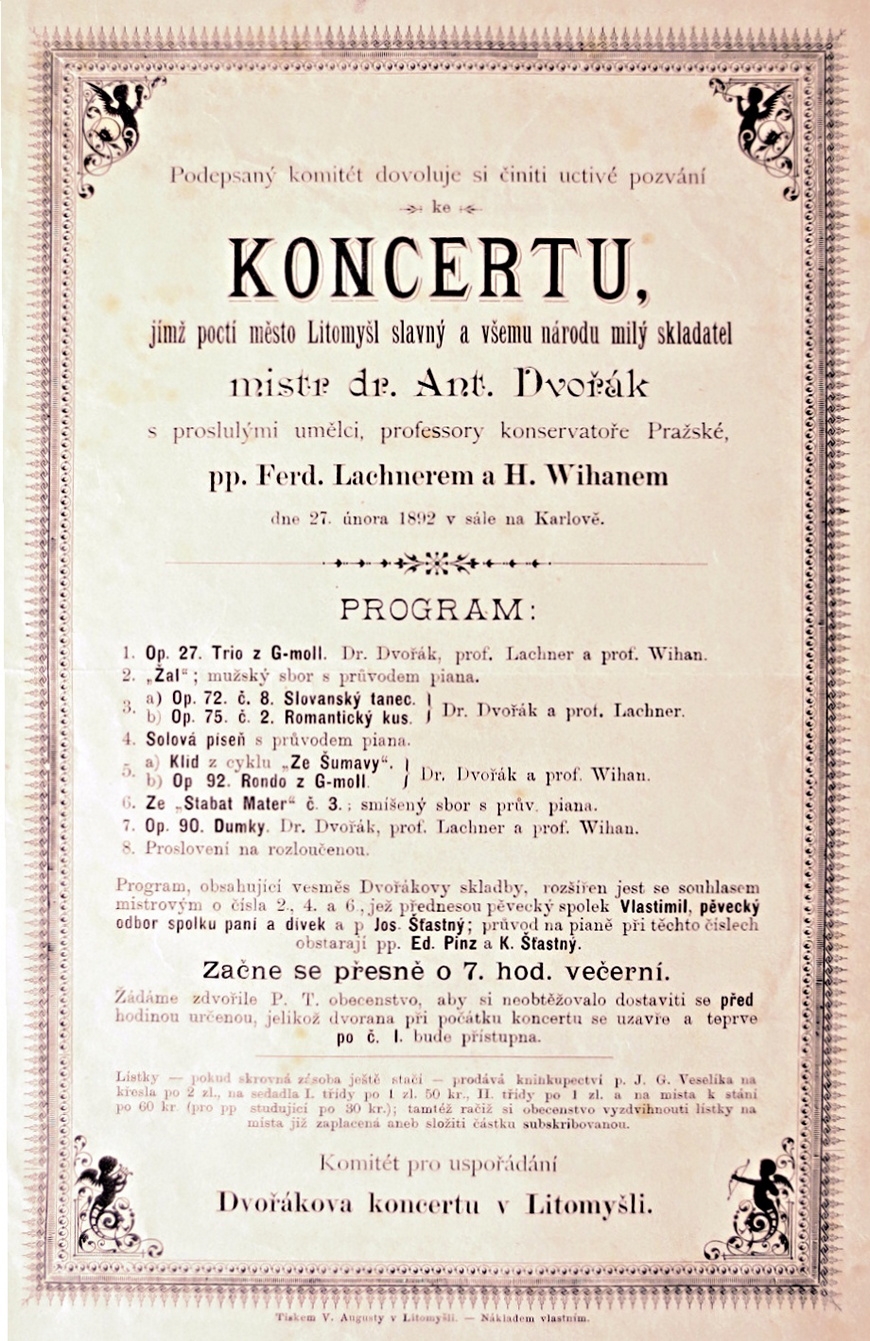 Podepsaný komitét dovoluje si činiti uctivé pozvání
ke
KONCERTU,
jímž poctí město Litomyšl slavný a všemu národu milý skladatel
mistr dr. Ant. Dvořák
s proslulými umělci, professory konservatoře Pražské,
pp. Ferd. Lachnerem a H. Wihanem
dne 27. února 1892 v sále na Karlově.
PROGRAM:
1. Op. 27. Trio z G-moll. Dr. Dvořák, prof. Lachner a prof. Wihan.
2. „Žal“; mužský sbor s průvodem piana.
3. a) Op. 72. č. 8. Slovanský tanec.
b) Op. 75. č. 2. Romantický kus. Dr. Dvořák a prof. Lachner.
4. Solová píseň s průvodem piana.
5. a) Klid z cyklu „Ze Šumavy“.
b) Op 92. Rondo z G-moll. Dr. Dvořák a prof. Wihan.
6. Ze „Stabat Mater“ č. 3.; smíšený sbor s prův. piana.
7. Op. 90. Dumky. Dr. Dvořák, prof. Lachner a prof. Wihan.
8. Proslovení na rozloučenou.
Program, obsahující vesměs Dvořákovy skladby, rozšířen jest se souhlasem
mistrovým o čísla 2., 4. a 6., jež přednesou pěvecký spolek Vlastimil, pěvecký
odbor spolku paní a dívek a p Jos. Šťastný; průvod na pianě při těchto číslech
obstarají pp. Ed. Pinz a K. Šťastný.
Začne se přesně o 7. hod. večerní.
Žádáme zdvořile P. T. obecenstvo, aby si neobtěžovalo dostaviti se před
hodinou určenou, jelikož dvorana při počátku koncertu se uzavře a teprve
po č. I. bude přístupna.
Lístky — pokud skrovná zásoba ještě stačí — prodává knihkupectví p. J. G. Veselíka na
křesla po 2 zl., na sedadla I. třídy po 1 zl. 50 kr., II. třídy po 1 zl. a na místa k stání
po 60 kr. (pro pp studující po 30 kr.); tamtéž račiž si obecenstvo vyzdvihnouti lístky na
místa již zaplacená aneb složiti částku subskribovanou.
Komitét pro uspořádání
Dvořákova koncertu v Litomyšli.
Tiskem V. Augusty v Litomyšli. — Nákladem vlastním.